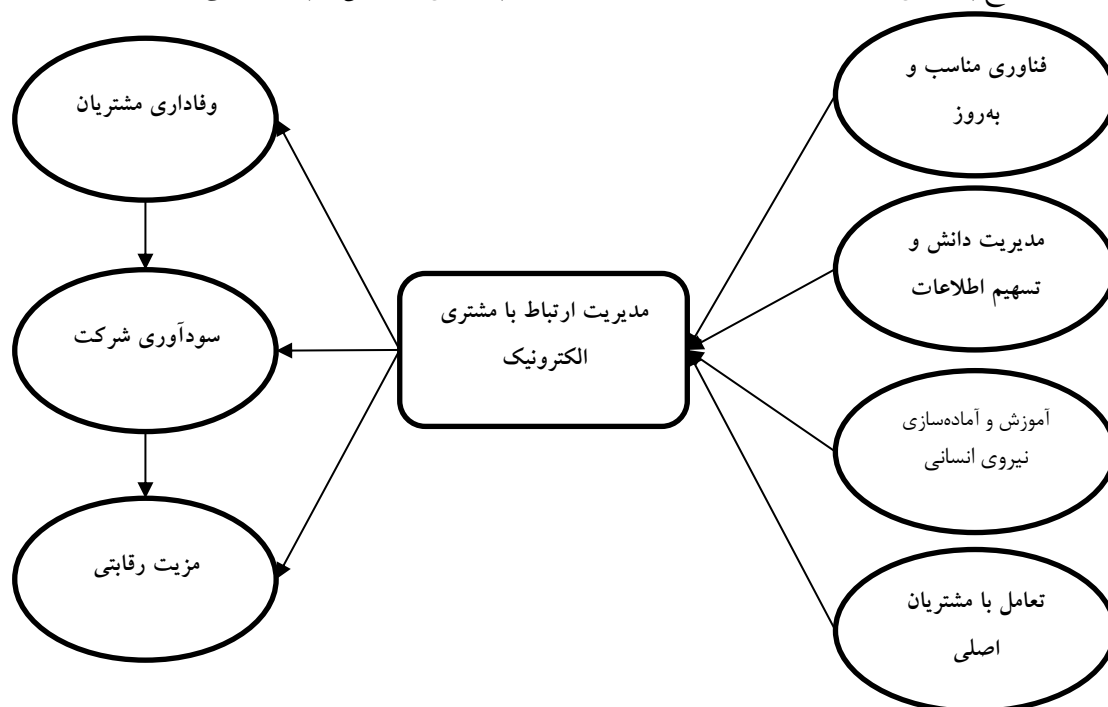 فناوری مناسب و
به‌روز
مدیریت دانش و
تسهیم اطلاعات
آموزش و آماده‌سازی
نیروی انسانی
تعامل با مشتریان
اصلی
مدیریت ارتباط با مشتری
الکترونیک
وفاداری مشتریان
سودآوری شرکت
مزیت رقابتی